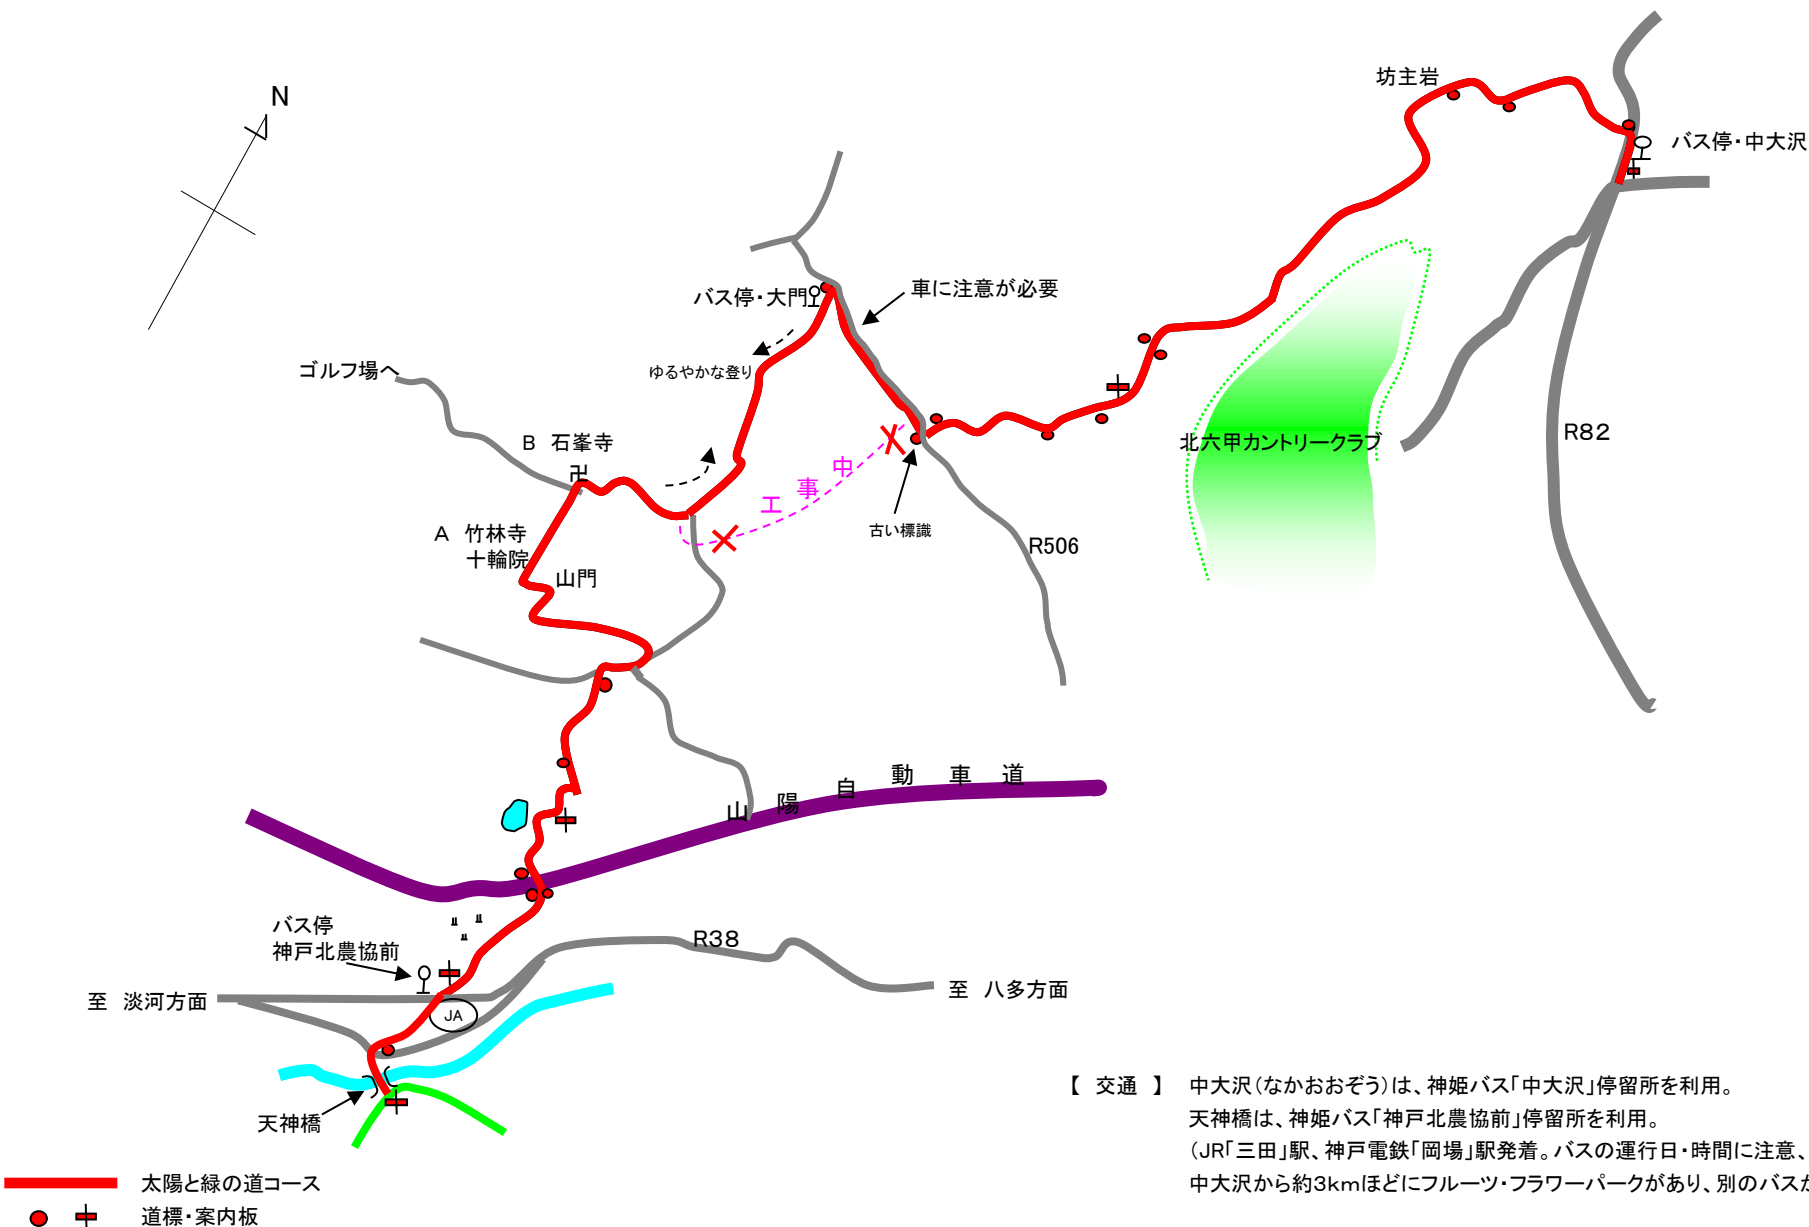 N
坊主岩
バス停・中大沢
バス停・大門
車に注意が必要
ゆるやかな登り
ゴルフ場へ
B 石峯寺
卍
工事中
北六甲カントリークラブ
R82
A 竹林寺
十輪院
山門
古い標識
R506
山陽自動車道
バス停
神戸北農協前
R38
至 淡河方面
JA
至 八多方面
天神橋
【 交通 】 中大沢(なかおおぞう)は、神姫バス「中大沢」停留所を利用。
天神橋は、神姫バス「神戸北農協前」停留所を利用。
(JR「三田」駅、神戸電鉄「岡場」駅発着。バスの運行日・時間に注意、
中大沢から約3kmほどにフルーツ・フラワーパークがあり、別のバスが
太陽と緑の道コース
道標・案内板